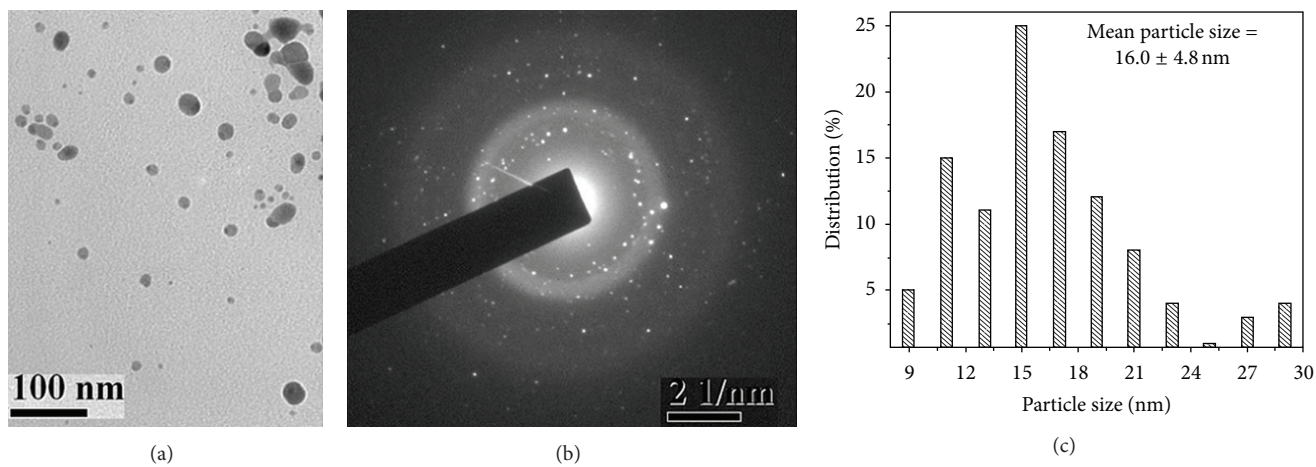 100 nm
(a)
2 1/nm
(b)
Mean particle size =
16.0 ± 4.8 nm
Distribution (%)
25
20
15
10
5
9 12 15 18 21 24 27 30
Particle size (nm)
(c)